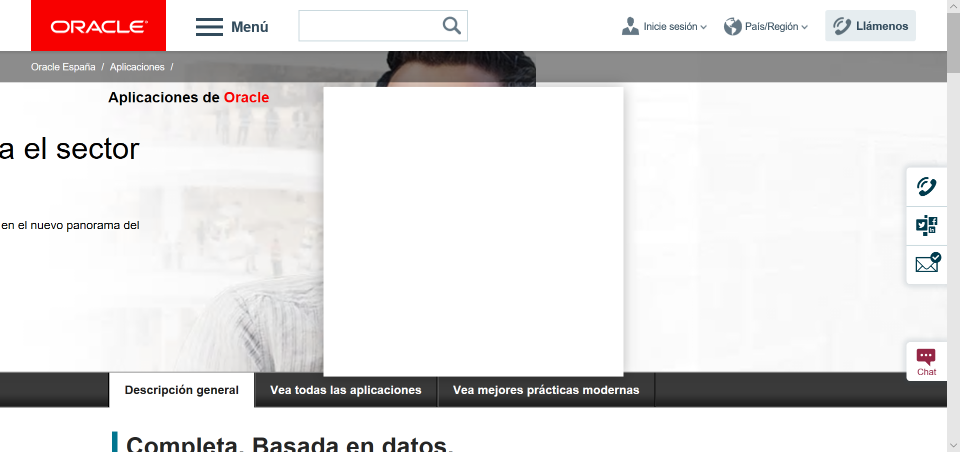 ORACLE
Menú
Inicie sesión
País/Región
Llámenos
Oracle España / Aplicaciones /
Aplicaciones de Oracle
a el sector
en el nuevo panorama del
Chat
Descripción general
Vea todas las aplicaciones
Vea mejores prácticas modernas
Completa. Basada en datos.